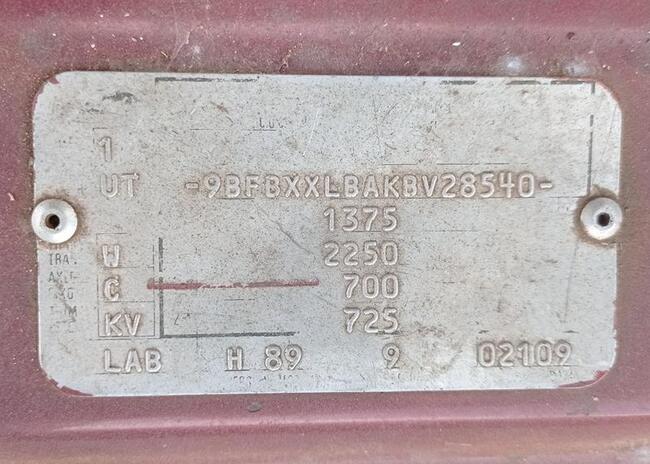 1
UT -9BFBXXLBAKBV28540-
1375
W 2250
C 700
KV 725
LAB H 89 9 02109